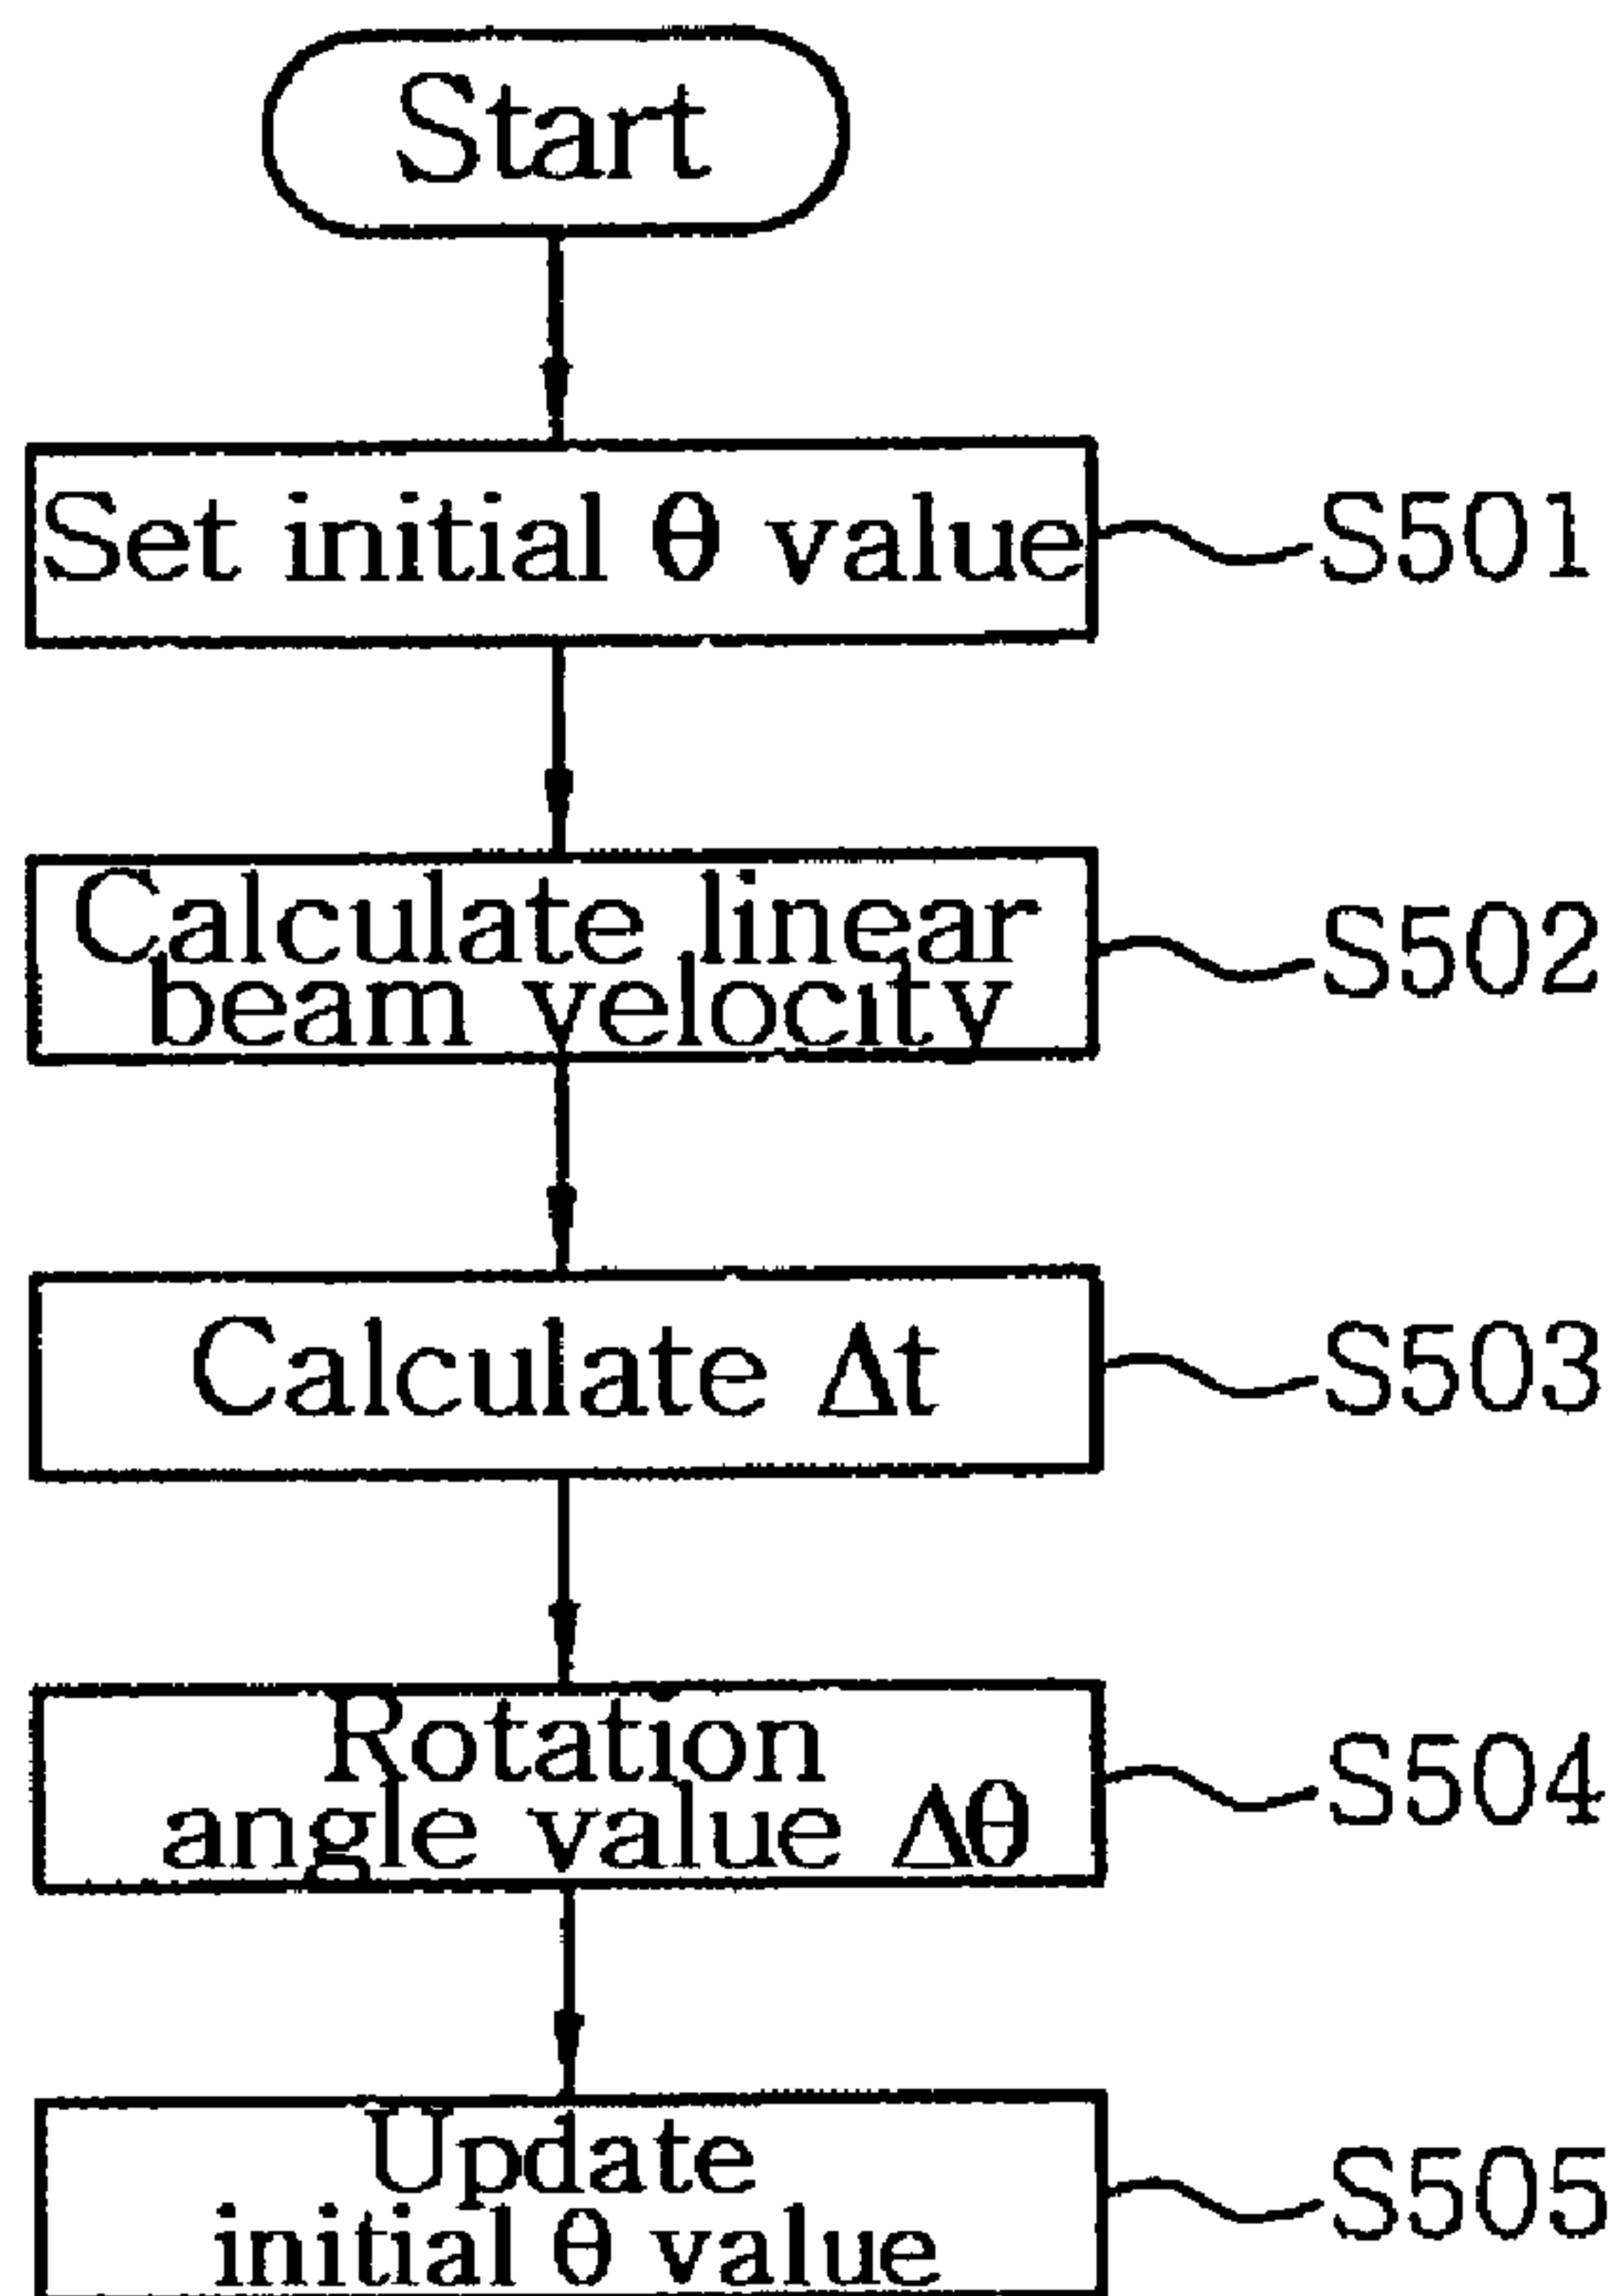 Start
Set initial θ value
S501
Calculate linear
beam velocity
S502
Calculate Δt
S503
Rotation
angle value Δθ
S504
Update
initial θ value
S505